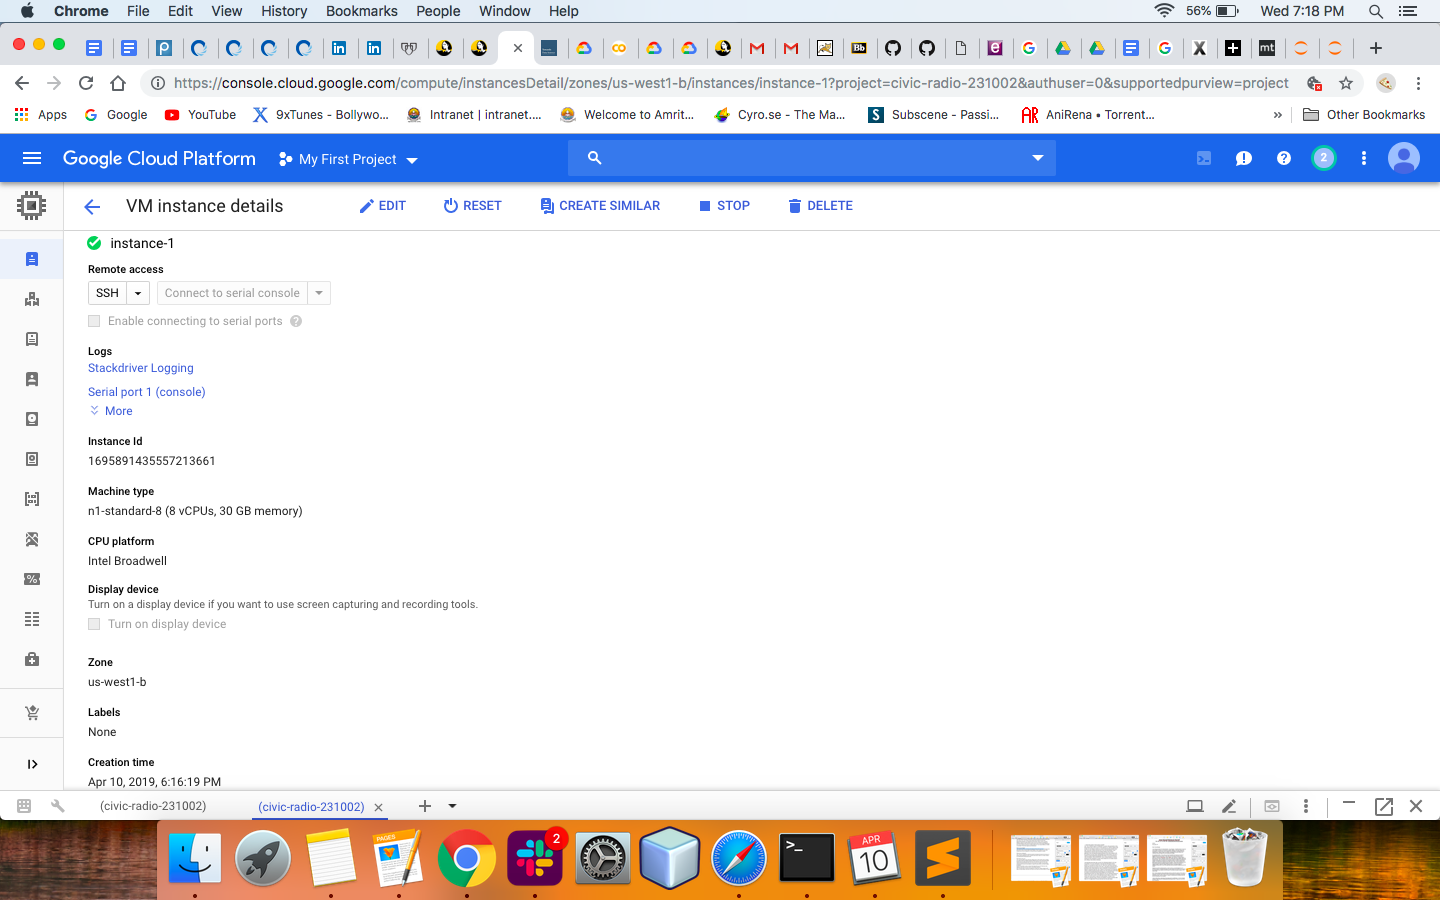 Chrome File Edit View History Bookmarks People Window Help 56% Wed 7:18 PM
https://console.cloud.google.com/compute/instancesDetail/zones/us-west1-b/instances/instance-1?project=civic-radio-231002&authuser=0&supportedpurview=project
Apps Google YouTube 9xTunes - Bollywo... Intranet | intranet.... Welcome to Amrit... Cyro.se - The Ma... Subscene - Passi... AniRena • Torrent... » Other Bookmarks
Google Cloud Platform My First Project 2
VM instance details EDIT RESET CREATE SIMILAR STOP DELETE
instance-1
Remote access
SSH Connect to serial console
Enable connecting to serial ports
Logs
Stackdriver Logging
Serial port 1 (console)
More
Instance Id
1695891435557213661
Machine type
n1-standard-8 (8 vCPUs, 30 GB memory)
CPU platform
Intel Broadwell
Display device
Turn on a display device if you want to use screen capturing and recording tools.
Turn on display device
Zone
us-west1-b
Labels
None
Creation time
Apr 10, 2019, 6:16:19 PM
(civic-radio-231002) (civic-radio-231002)
PAGES
2
APR
10